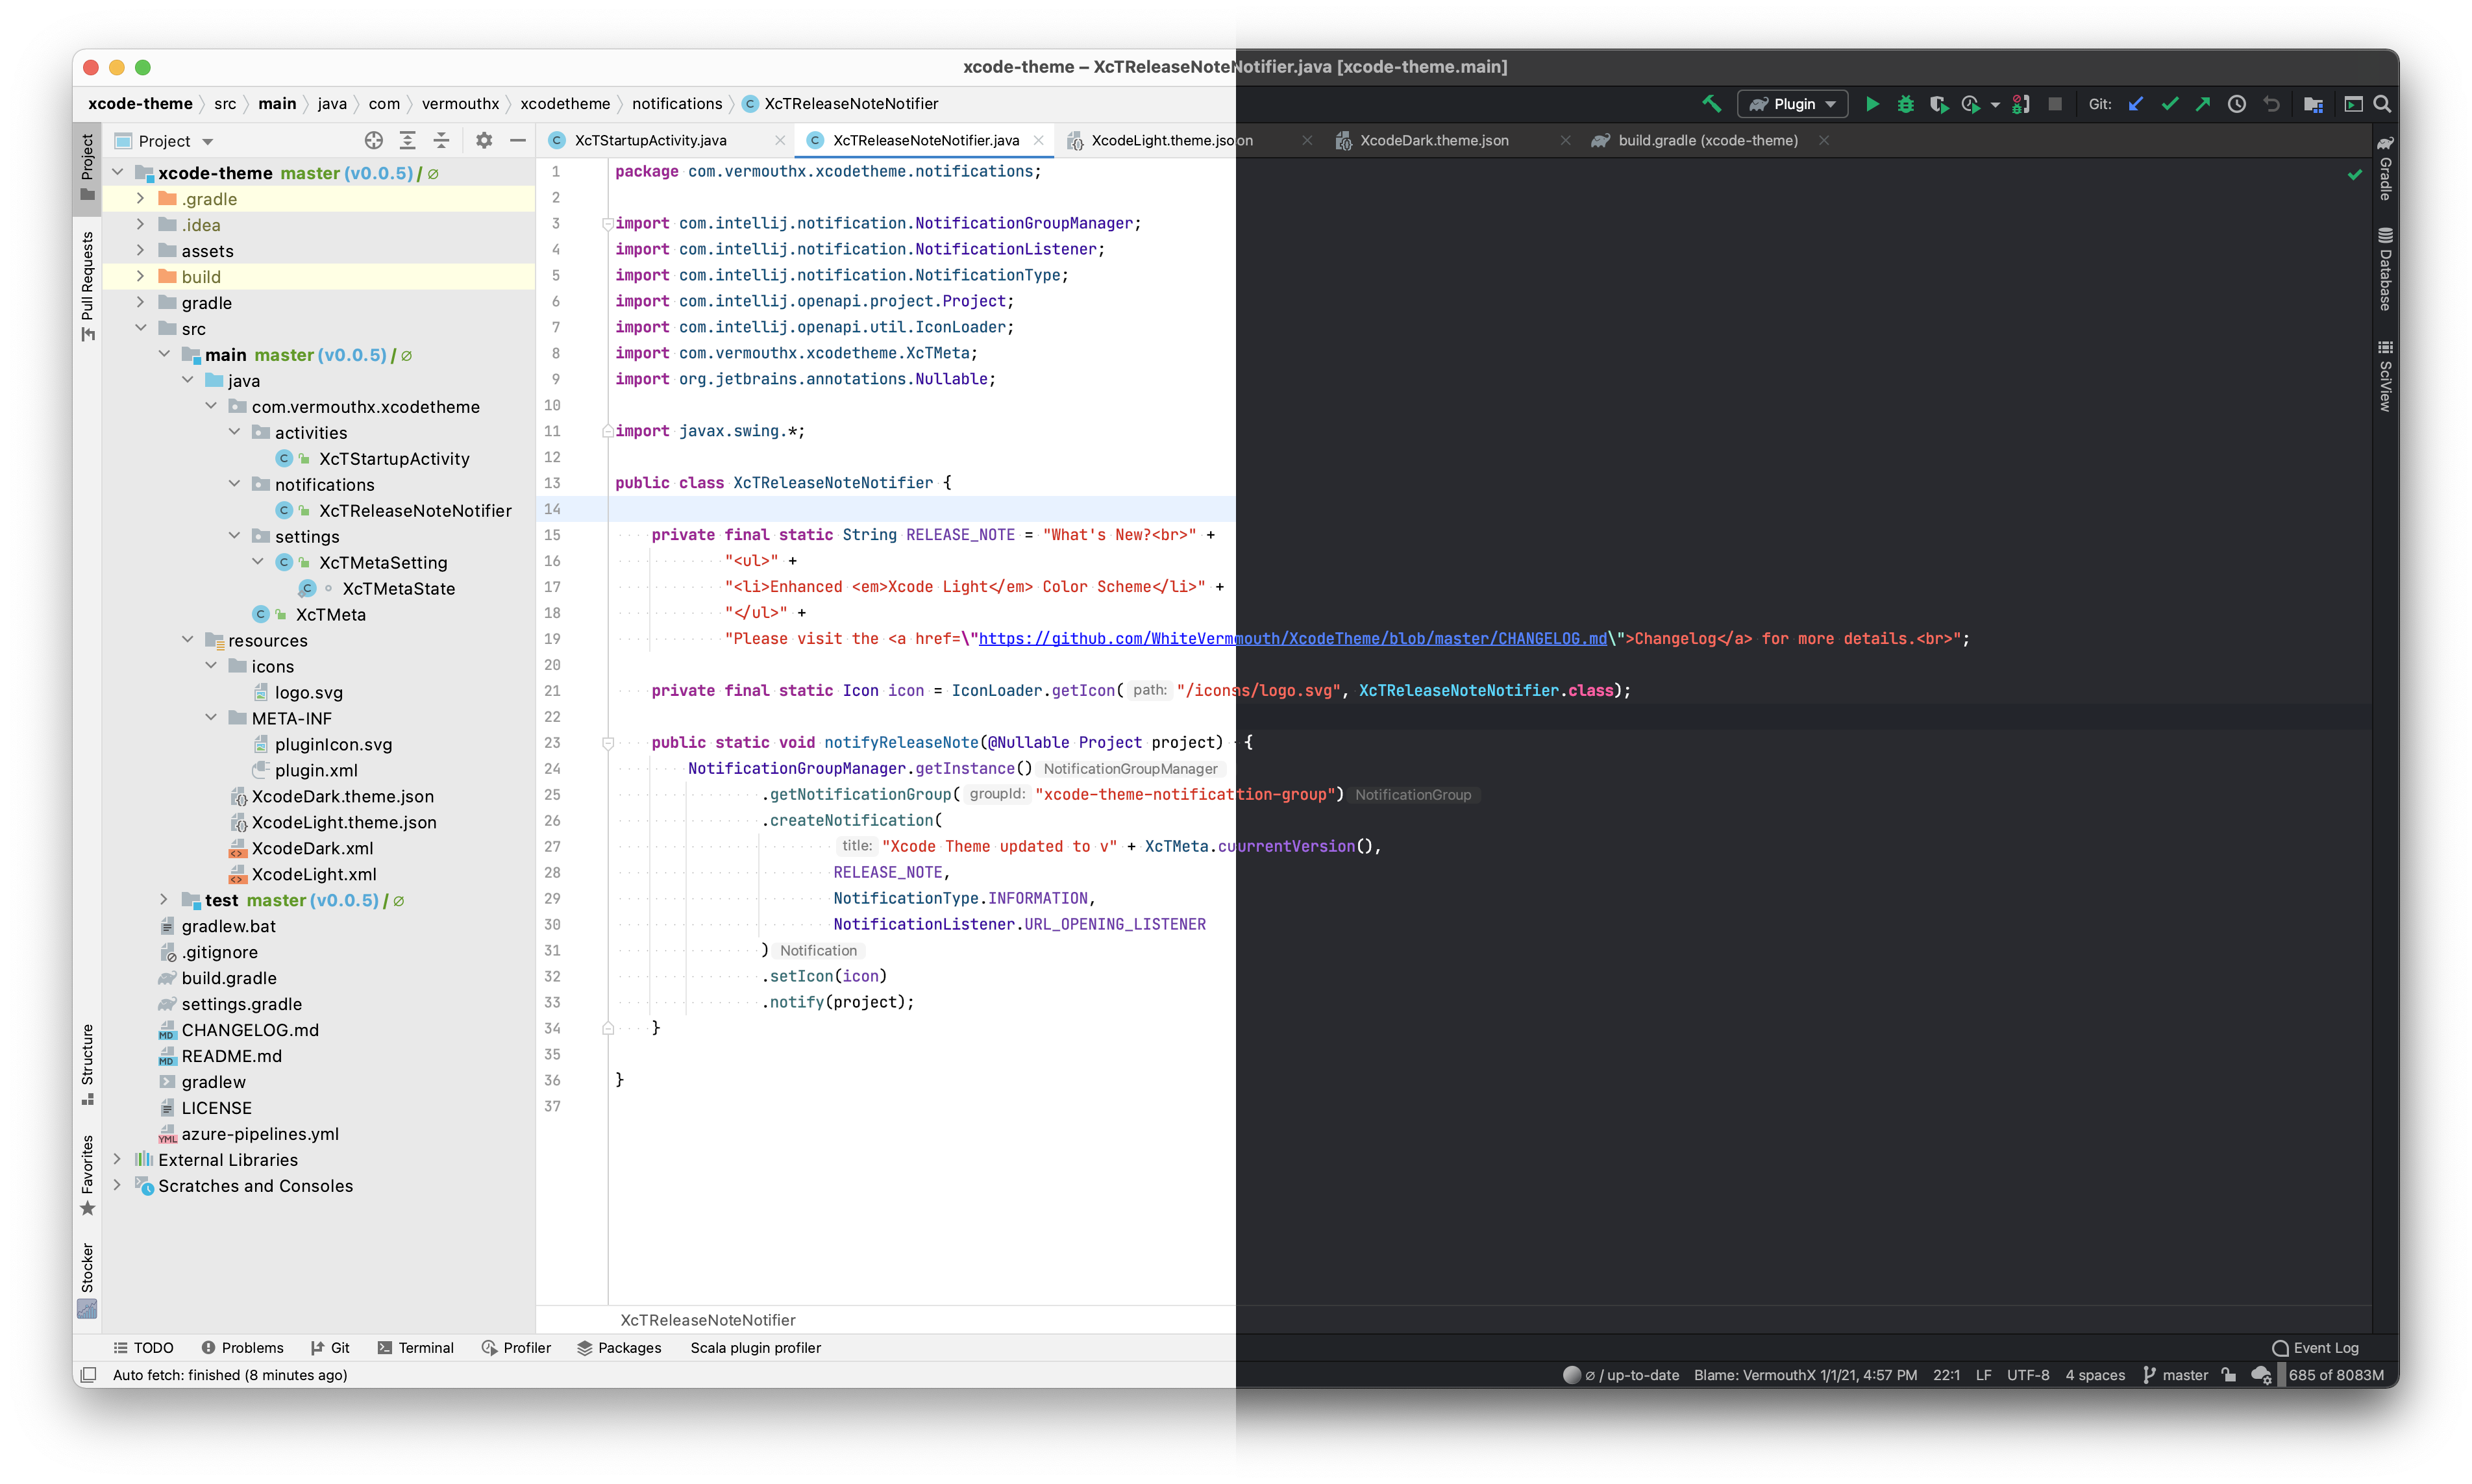 xcode-theme – XcTReleaseNoteNotifier.java [xcode-theme.main]
xcode-theme src main java com vermouthx xcodetheme notifications XcTReleaseNoteNotifier
Plugin Git:
Project
XcTStartupActivity.java XcTReleaseNoteNotifier.java XcodeLight.theme.jsoon XcodeDark.theme.json build.gradle (xcode-theme)
Project
Pull Requests
Structure
Favorites
Stocker
xcode-theme master (v0.0.5) / ∅
.gradle
.idea
assets
build
gradle
src
main master (v0.0.5) / ∅
java
com.vermouthx.xcodetheme
activities
XcTStartupActivity
notifications
XcTReleaseNoteNotifier
settings
XcTMetaSetting
XcTMetaState
XcTMeta
resources
icons
logo.svg
META-INF
pluginIcon.svg
plugin.xml
XcodeDark.theme.json
XcodeLight.theme.json
XcodeDark.xml
XcodeLight.xml
test master (v0.0.5) / ∅
gradlew.bat
.gitignore
build.gradle
settings.gradle
CHANGELOG.md
README.md
gradlew
LICENSE
azure-pipelines.yml
External Libraries
Scratches and Consoles
1 package com.vermouthx.xcodetheme.notifications;
2
3 import com.intellij.notification.NotificationGroupManager;
4 import com.intellij.notification.NotificationListener;
5 import com.intellij.notification.NotificationType;
6 import com.intellij.openapi.project.Project;
7 import com.intellij.openapi.util.IconLoader;
8 import com.vermouthx.xcodetheme.XcTMeta;
9 import org.jetbrains.annotations.Nullable;
10
11 import javax.swing.*;
12
13 public class XcTReleaseNoteNotifier {
14
15 private final static String RELEASE_NOTE = "What's New?<br>" +
16 "<ul>" +
17 "<li>Enhanced <em>Xcode Light</em> Color Scheme</li>" +
18 "</ul>" +
19 "Please visit the <a href=\"https://github.com/WhiteVermmouth/XcodeTheme/blob/master/CHANGELOG.md\">Changelog</a> for more details.<br>";
20
21 private final static Icon icon = IconLoader.getIcon( path: "/iconss/logo.svg", XcTReleaseNoteNotifier.class);
22
23 public static void notifyReleaseNote(@Nullable Project project) {
24 NotificationGroupManager.getInstance() NotificationGroupManager
25 .getNotificationGroup( groupId: "xcode-theme-notificattion-group") NotificationGroup
26 .createNotification(
27 title: "Xcode Theme updated to v" + XcTMeta.cuurrentVersion(),
28 RELEASE_NOTE,
29 NotificationType.INFORMATION,
30 NotificationListener.URL_OPENING_LISTENER
31 ) Notification
32 .setIcon(icon)
33 .notify(project);
34 }
35
36 }
37
Gradle
Database
SciView
XcTReleaseNoteNotifier
TODO Problems Git Terminal Profiler Packages Scala plugin profiler Event Log
Auto fetch: finished (8 minutes ago) ∅ / up-to-date Blame: VermouthX 1/1/21, 4:57 PM 22:1 LF UTF-8 4 spaces master 685 of 8083M